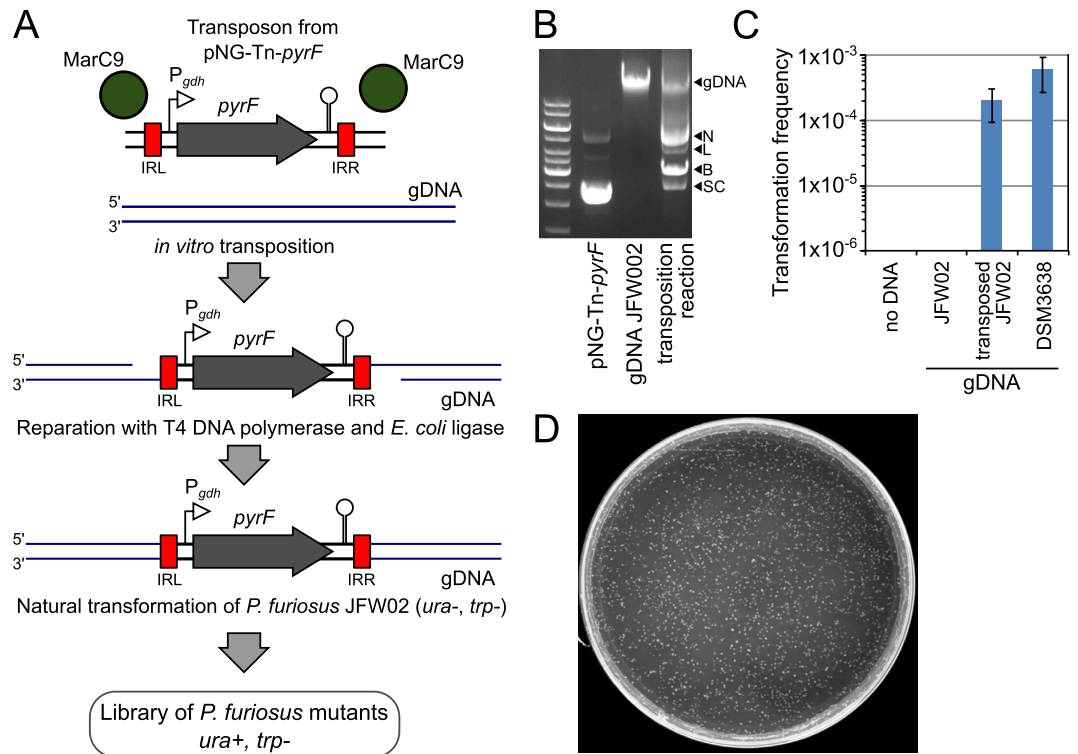 A
Transposon from
pNG-Tn-pyrF
MarC9
MarC9
Pgdh
pyrF
IRL
IRR
gDNA
5'
3'
in vitro transposition
Pgdh
pyrF
5'
3'
IRL
IRR
gDNA
Reparation with T4 DNA polymerase and E. coli ligase
Pgdh
pyrF
5'
3'
IRL
IRR
gDNA
Natural transformation of P. furiosus JFW02 (ura-, trp-)
Library of P. furiosus mutants
ura+, trp-
B
gDNA
N
L
B
SC
pNG-Tn-pyrF
gDNA JFW002
transposition
reaction
C
Transformation frequency
1x10-3
1x10-4
1x10-5
1x10-6
no DNA
JFW02
transposed
JFW02
DSM3638
gDNA
D